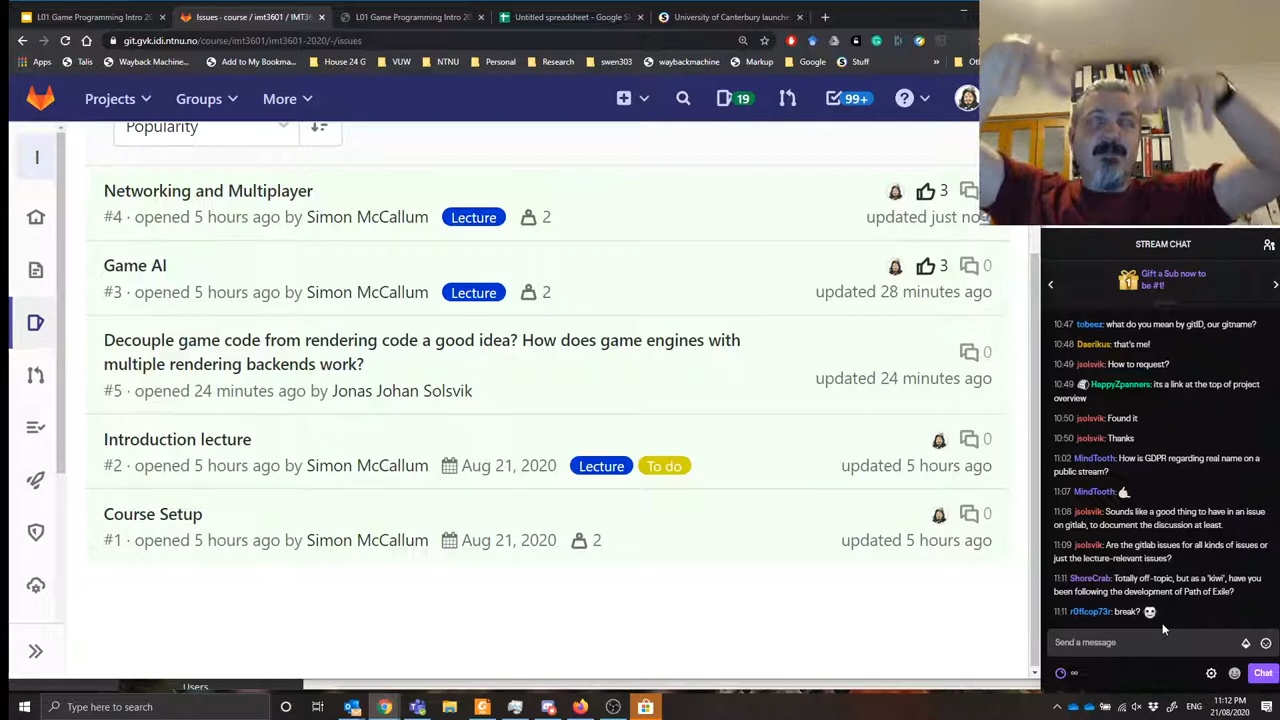 L01 Game Programming Intro 20
Issues · course / imt3601 / IMT36
L01 Game Programming Intro 20
Untitled spreadsheet - Google S
University of Canterbury launche
git.gvk.idi.ntnu.no/course/imt3601/imt3601-2020/-/issues
Apps
Talis
Wayback Machine...
Add to My Bookma...
House 24 G
VUW
NTNU
Personal
Research
swen303
waybackmachine
Markup
Google
Stuff
»
Projects
Groups
More
19
99+
I
Popularity
Networking and Multiplayer
3
#4 · opened 5 hours ago by Simon McCallum
Lecture
2
updated just no
Game AI
3
0
#3 · opened 5 hours ago by Simon McCallum
Lecture
2
updated 28 minutes ago
Decouple game code from rendering code a good idea? How does game engines with
multiple rendering backends work?
0
#5 · opened 24 minutes ago by Jonas Johan Solsvik
updated 24 minutes ago
Introduction lecture
0
#2 · opened 5 hours ago by Simon McCallum
Aug 21, 2020
Lecture
To do
updated 5 hours ago
Course Setup
0
#1 · opened 5 hours ago by Simon McCallum
Aug 21, 2020
2
updated 5 hours ago
Users
STREAM CHAT
1
Gift a Sub now to
be #1!
10:47 tobeez: what do you mean by gitID, our gitname?
10:48 Daerikus: that's me!
10:49 jsolsvik: How to request?
10:49 HappyZpanners: its a link at the top of project
overview
10:50 jsolsvik: Found it
10:50 jsolsvik: Thanks
11:02 MindTooth: How is GDPR regarding real name on a
public stream?
11:07 MindTooth:
11:08 jsolsvik: Sounds like a good thing to have in an issue
on gitlab, to document the discussion at least.
11:09 jsolsvik: Are the gitlab issues for all kinds of issues or
just the lecture-relevant issues?
11:11 ShoreCrab: Totally off-topic, but as a 'kiwi', have you
been following the development of Path of Exile?
11:11 r0flcop73r: break?
Send a message
∞
Chat
Type here to search
ENG
11:12 PM
21/08/2020